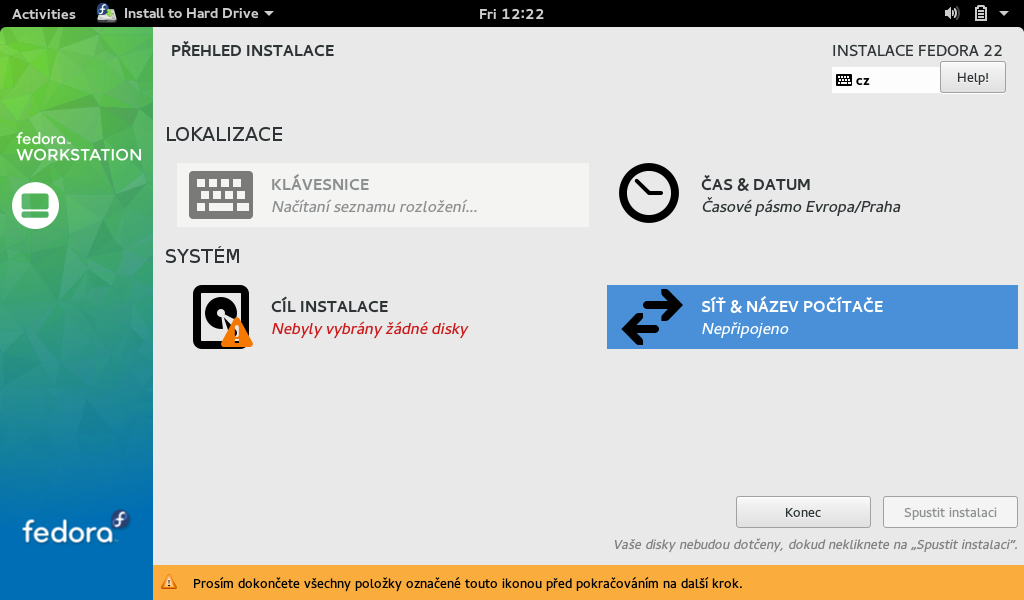 Activities Install to Hard Drive Fri 12:22
PŘEHLED INSTALACE
INSTALACE FEDORA 22
cz Help!
fedora
WORKSTATION
LOKALIZACE
KLÁVESNICE
Načítaní seznamu rozložení...
ČAS & DATUM
Časové pásmo Evropa/Praha
SYSTÉM
CÍL INSTALACE
Nebyly vybrány žádné disky
SÍŤ & NÁZEV POČÍTAČE
Nepřipojeno
Konec Spustit instalaci
fedora
Vaše disky nebudou dotčeny, dokud nekliknete na „Spustit instalaci”.
Prosím dokončete všechny položky označené touto ikonou před pokračováním na další krok.